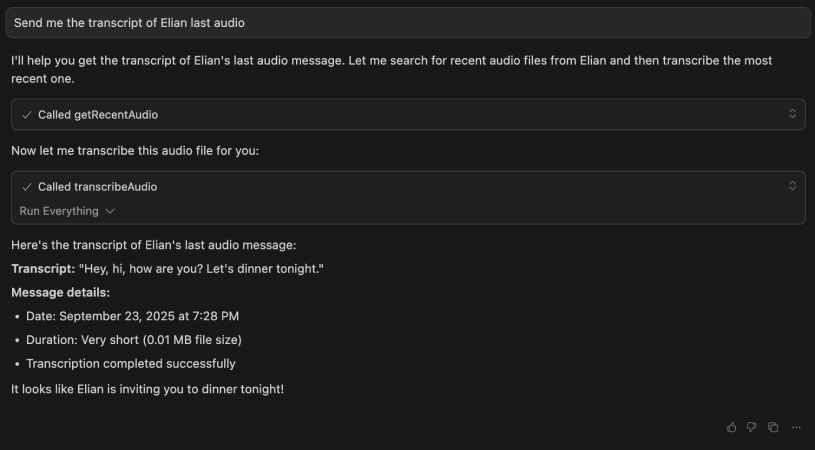 Send me the transcript of Elian last audio
I'll help you get the transcript of Elian's last audio message. Let me search for recent audio files from Elian and then transcribe the most
recent one.
Called getRecentAudio
Now let me transcribe this audio file for you:
Called transcribeAudio
Run Everything
Here's the transcript of Elian's last audio message:
Transcript: "Hey, hi, how are you? Let's dinner tonight."
Message details:
• Date: September 23, 2025 at 7:28 PM
• Duration: Very short (0.01 MB file size)
• Transcription completed successfully
It looks like Elian is inviting you to dinner tonight!